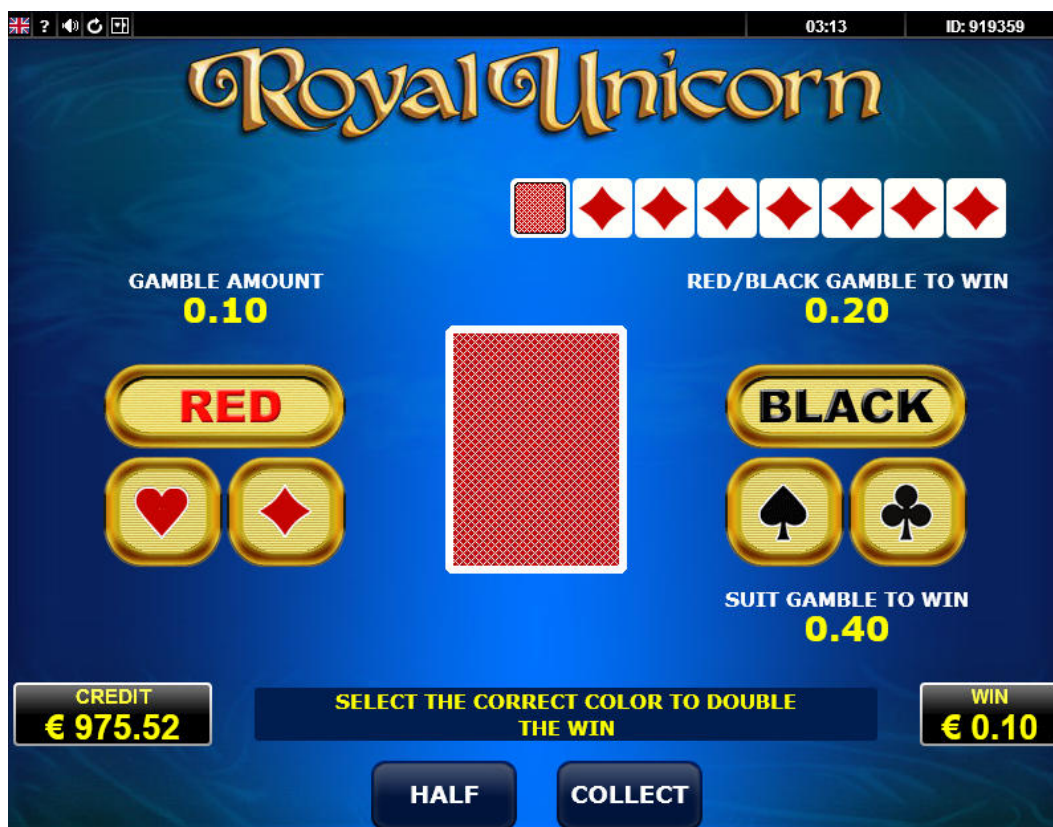 ?
03:13
ID: 919359
Royal Unicorn
GAMBLE AMOUNT
0.10
RED/BLACK GAMBLE TO WIN
0.20
RED
BLACK
SUIT GAMBLE TO WIN
0.40
CREDIT
€ 975.52
SELECT THE CORRECT COLOR TO DOUBLE
THE WIN
WIN
€ 0.10
HALF
COLLECT